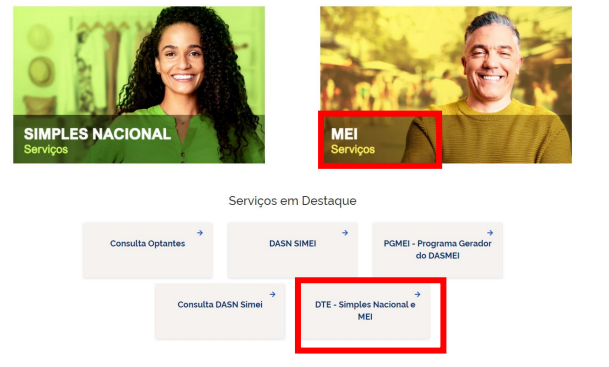 SIMPLES NACIONAL
Serviços
MEI
Serviços
Serviços em Destaque
Consulta Optantes
DASN SIMEI
PGMEI - Programa Gerador
do DASMEI
Consulta DASN Simei
DTE - Simples Nacional e
MEI